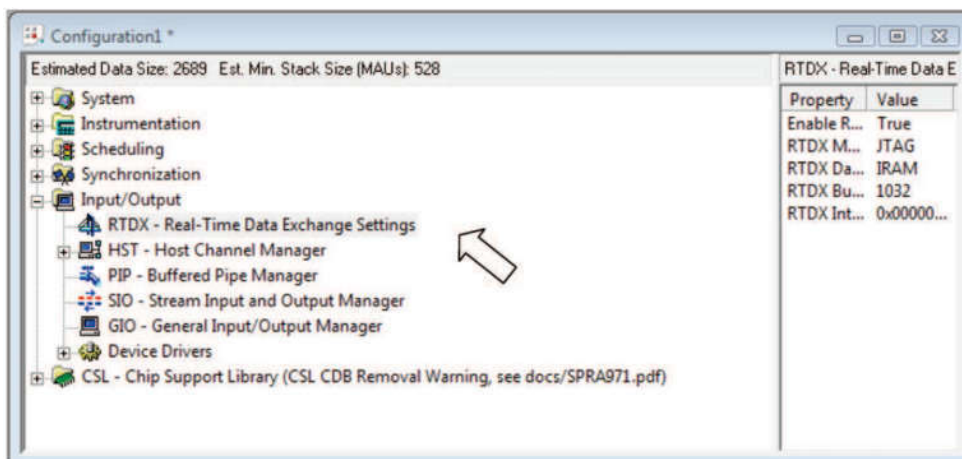 Configuration1 *
Estimated Data Size: 2689 Est. Min. Stack Size (MAUs): 528
System
Instrumentation
Scheduling
Synchronization
Input/Output
RTDX - Real-Time Data Exchange Settings
HST - Host Channel Manager
PIP - Buffered Pipe Manager
SIO - Stream Input and Output Manager
GIO - General Input/Output Manager
Device Drivers
CSL - Chip Support Library (CSL CDB Removal Warning, see docs/SPRA971.pdf)
RTDX - Real-Time Data E
Property Value
Enable R... True
RTDX M... JTAG
RTDX Da... IRAM
RTDX Bu... 1032
RTDX Int... 0x00000...